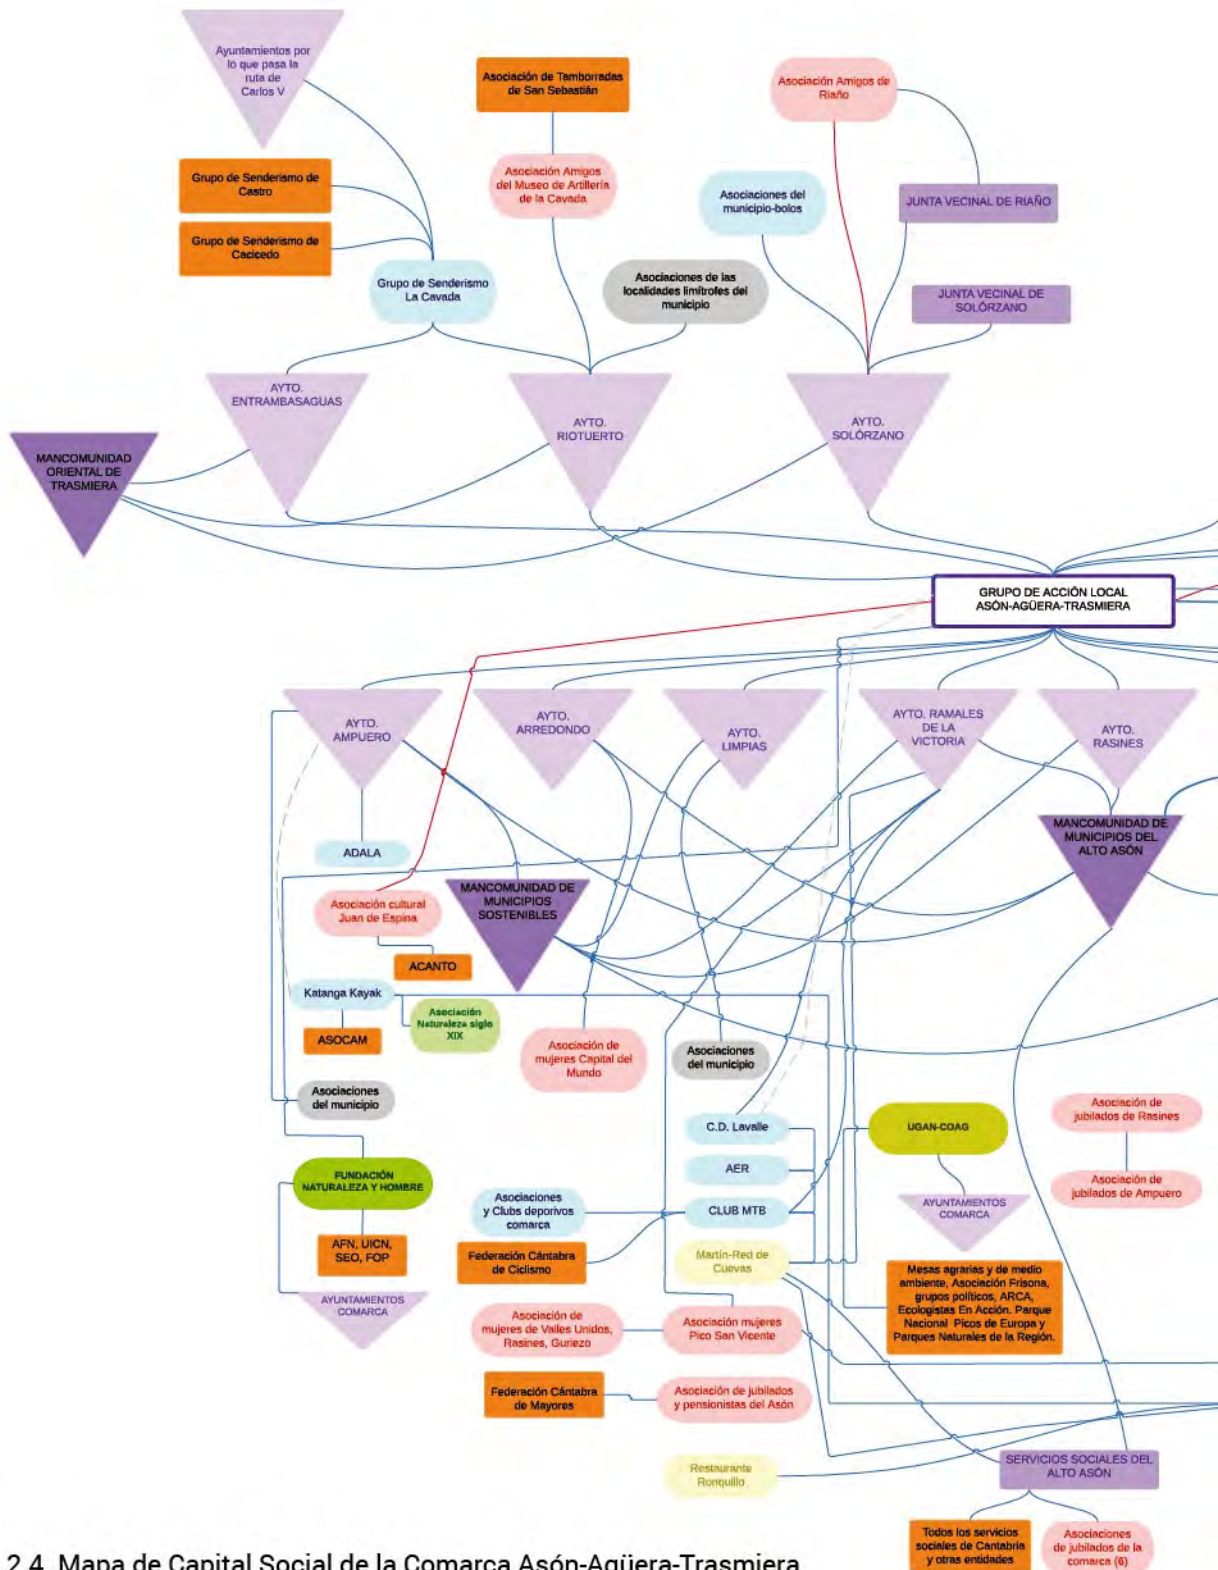 Ayuntamientos por
lo que pasa la
ruta de
Carlos V
Asociación de Tamborradas
de San Sebastián
Asociación Amigos de
Riaño
Grupo de Senderismo de
Castro
Asociación Amigos
del Museo de Artillería
de la Cavada
Asociaciones del
municipio-bolos
JUNTA VECINAL DE RIAÑO
Grupo de Senderismo de
Cacicedo
Grupo de Senderismo
La Cavada
Asociaciones de las
localidades limítrofes del
municipio
JUNTA VECINAL DE
SOLÓRZANO
AYTO.
ENTRAMBASAGUAS
AYTO.
RIOTUERTO
AYTO.
SOLÓRZANO
MANCOMUNIDAD
ORIENTAL DE
TRASMIERA
GRUPO DE ACCIÓN LOCAL
ASÓN-AGÜERA-TRASMIERA
AYTO.
AMPUERO
AYTO.
ARREDONDO
AYTO.
LIMPIAS
AYTO. RAMALES
DE LA
VICTORIA
AYTO.
RASINES
MANCOMUNIDAD DE
MUNICIPIOS DEL
ALTO ASÓN
ADALA
MANCOMUNIDAD DE
MUNICIPIOS
SOSTENIBLES
Asociación cultural
Juan de Espina
ACANTO
Katanga Kayak
ASOCAM
Asociación
Naturaleza siglo
XIX
Asociación de
mujeres Capital del
Mundo
Asociaciones
del municipio
Asociaciones
del municipio
C.D. Lavalle
UGAN-COAG
Asociación de
jubilados de Rasines
AER
Asociación de
jubilados de Ampuero
FUNDACIÓN
NATURALEZA Y HOMBRE
Asociaciones
y Clubs deporivos
comarca
CLUB MTB
AYUNTAMIENTOS
COMARCA
AFN, UICN,
SEO, FOP
Federación Cántabra
de Ciclismo
Martín-Red de
Cuevas
Mesas agrarias y de medio
ambiente, Asociación Frisona,
grupos políticos, ARCA,
Ecologistas En Acción. Parque
Nacional Picos de Europa y
Parques Naturales de la Región.
AYUNTAMIENTOS
COMARCA
Asociación de
mujeres de Valles Unidos,
Rasines, Guriezo
Asociación mujeres
Pico San Vicente
Federación Cántabra
de Mayores
Asociación de jubilados
y pensionistas del Asón
Restaurante
Ronquillo
SERVICIOS SOCIALES DEL
ALTO ASÓN
Todos los servicios
sociales de Cantabria
y otras entidades
Asociaciones
de jubilados de la
comarca (6)
2.4. Mapa de Capital Social de la Comarca Asón-Agüera-Trasmiera